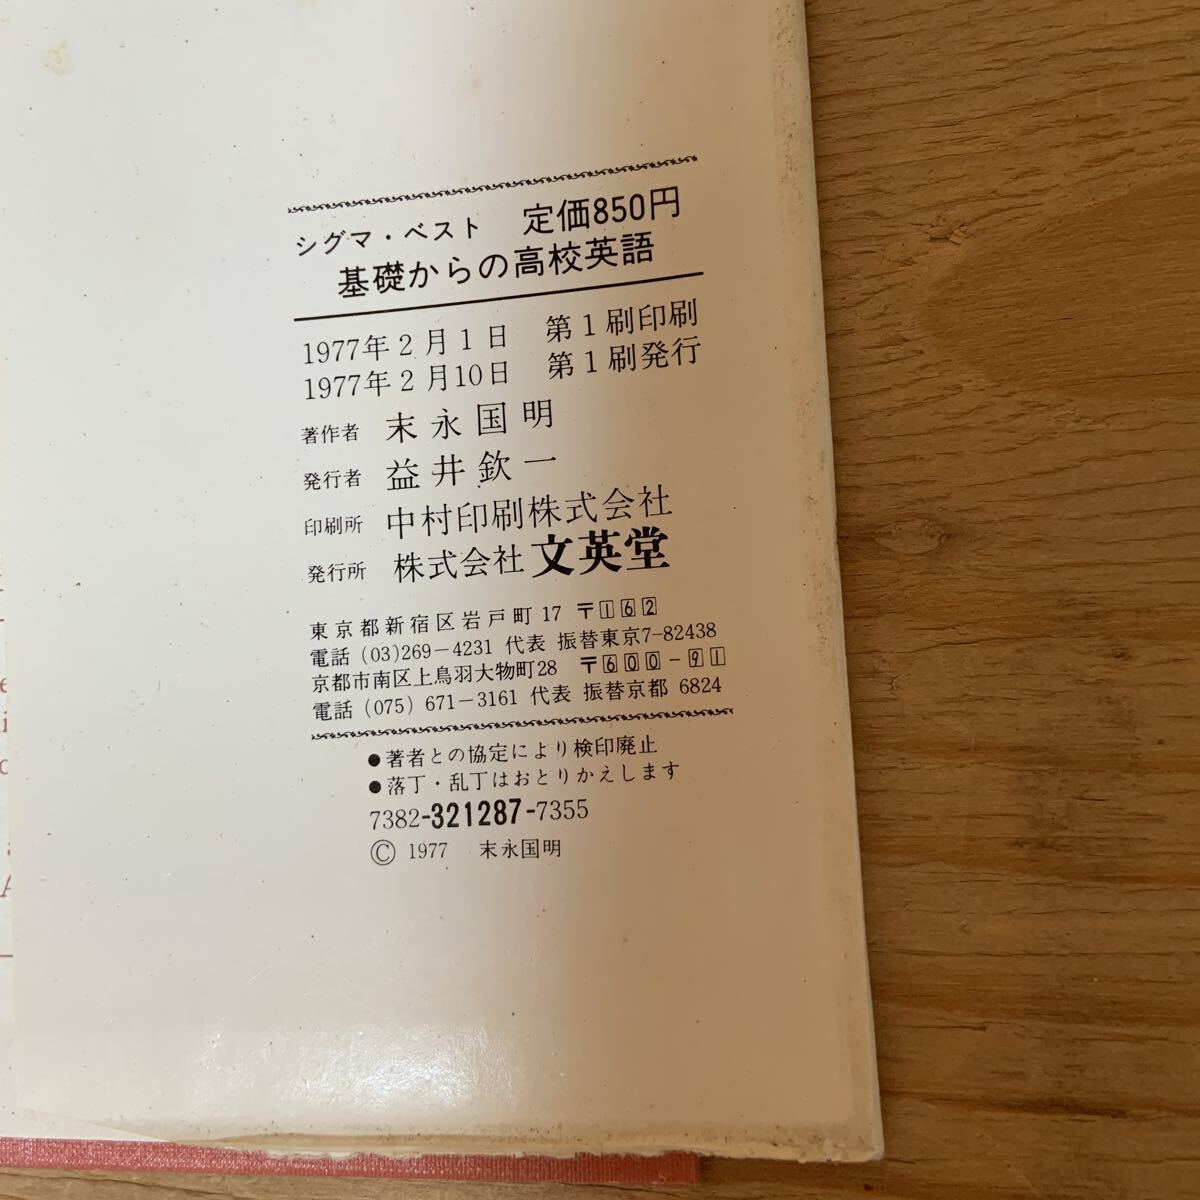 シグマ・ベスト 定価850円
基礎からの高校英語
1977年2月1日 第1刷印刷
1977年2月10日 第1刷発行
著作者 末永国明
発行者 益井欽一
印刷所 中村印刷株式会社
発行所 株式会社 文英堂
東京都新宿区岩戸町17 〒162
電話 (03)269-4231 代表 振替東京7-82438
京都市南区上鳥羽大物町28 〒600-91
電話 (075) 671-3161 代表 振替京都 6824
●著者との協定により検印廃止
●落丁・乱丁はおとりかえします
7382-321287-7355
© 1977 末永国明